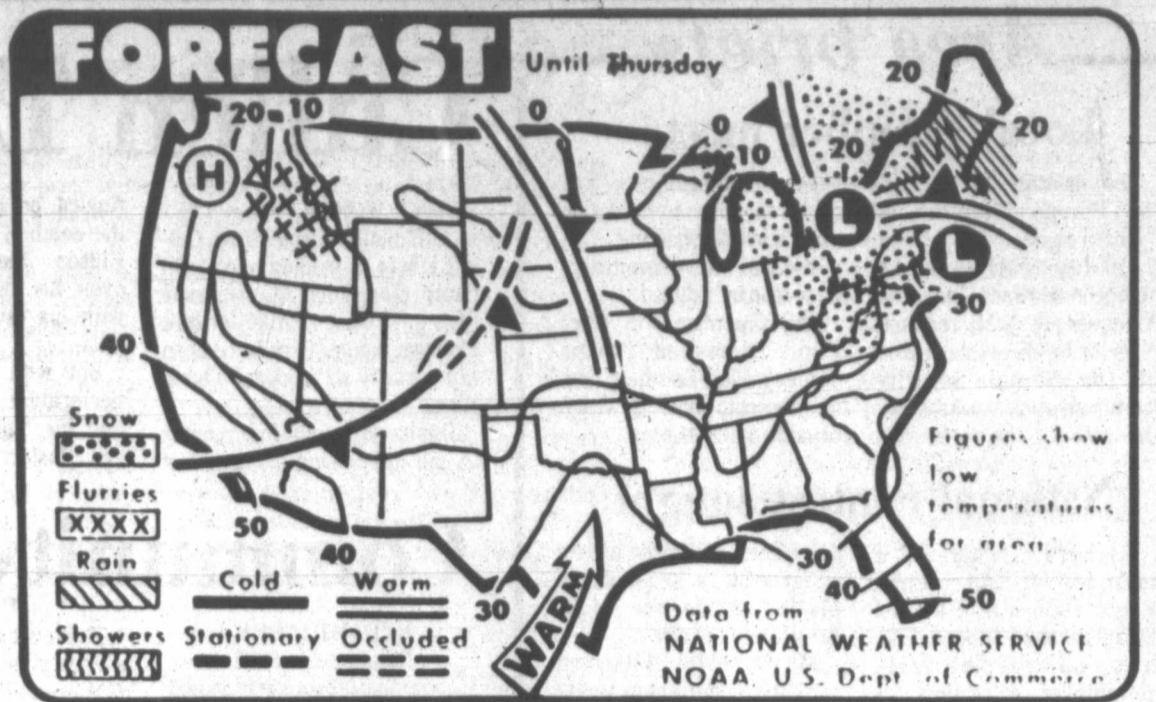 FORECAST
Until Thursday
20
20 - 10
0
0
10
20
20
H
L
L
30
40
Snow
Flurries
XXXX
Rain
Showers
50
40
Cold
Warm
Stationary
Occluded
30
WARM
30
40
50
Figures show
low
temperatures
for area
Data from
NATIONAL WEATHER SERVICE
NOAA, U.S. Dept of Commerce